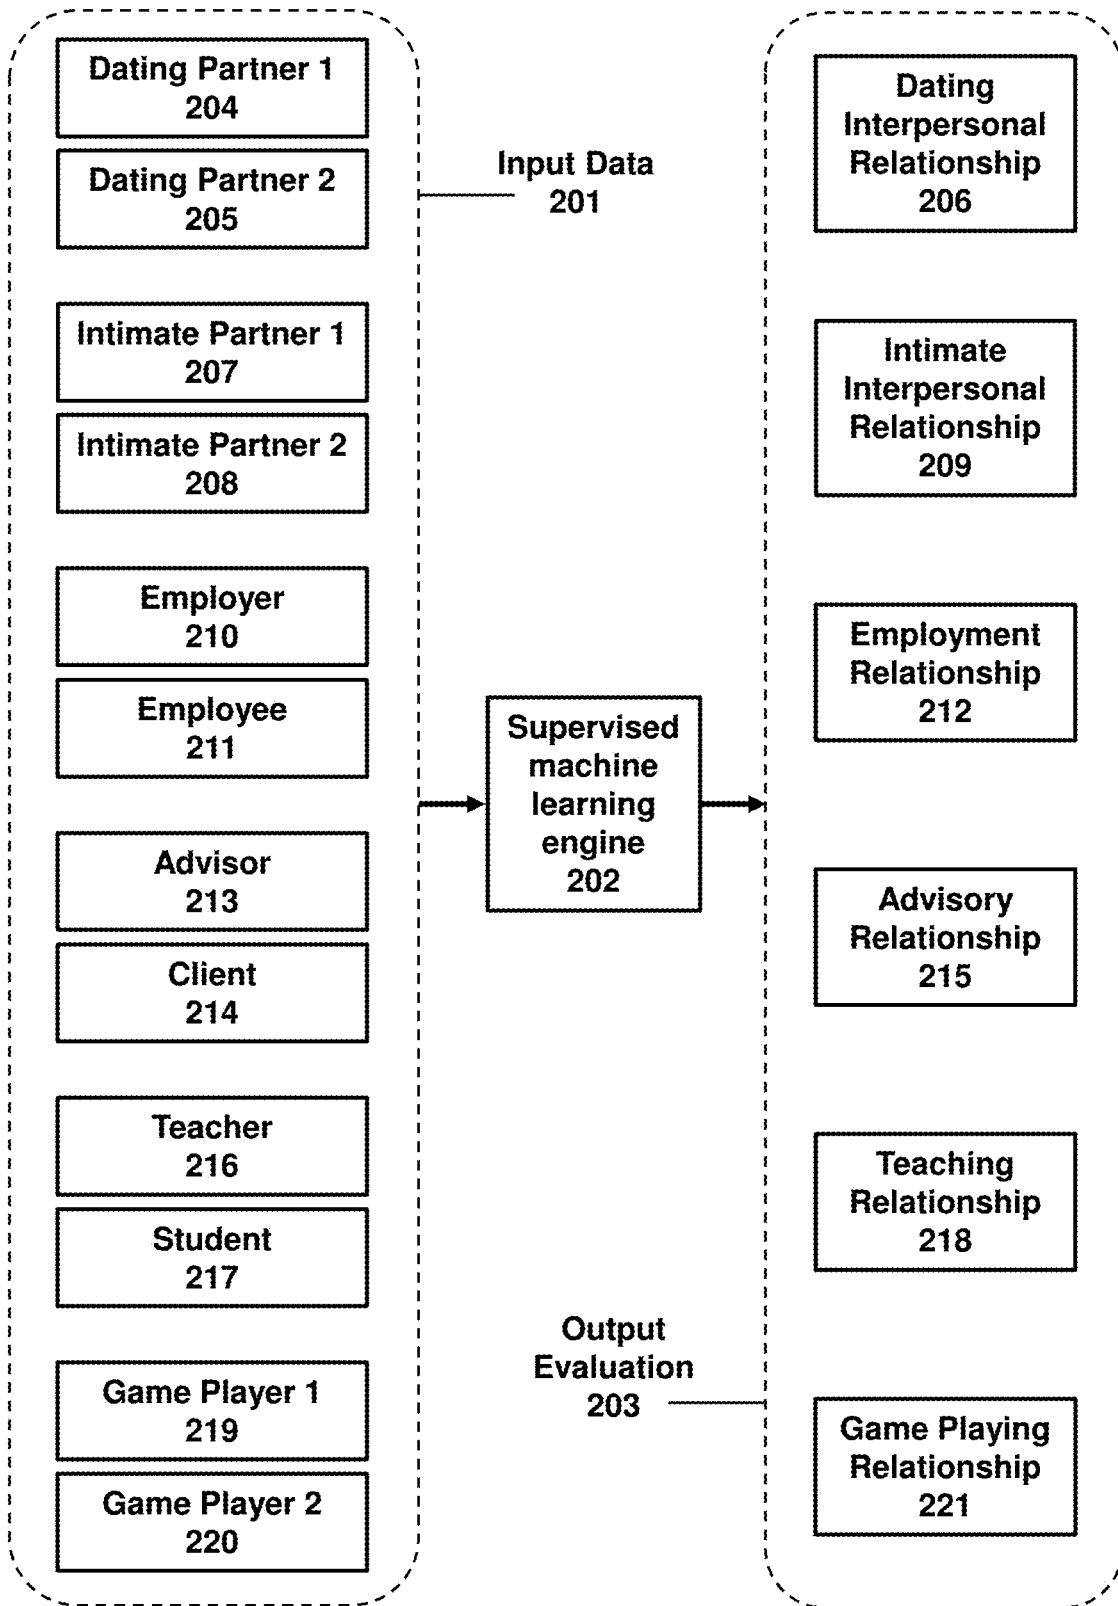 Dating Partner 1
204
Dating Partner 2
205
Intimate Partner 1
207
Intimate Partner 2
208
Employer
210
Employee
211
Advisor
213
Client
214
Teacher
216
Student
217
Game Player 1
219
Game Player 2
220
Input Data
201
Supervised
machine
learning
engine
202
Output
Evaluation
203
Dating
Interpersonal
Relationship
206
Intimate
Interpersonal
Relationship
209
Employment
Relationship
212
Advisory
Relationship
215
Teaching
Relationship
218
Game Playing
Relationship
221